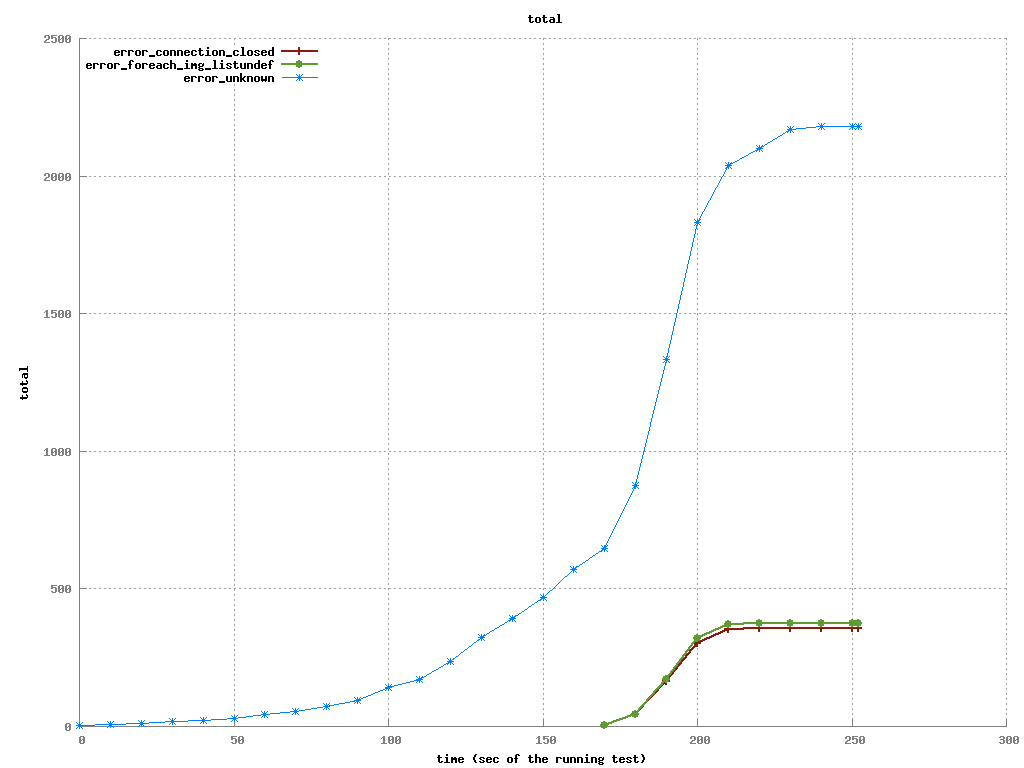 total
2500
error_connection_closed
error_foreach_img_listundef
error_unknown
2000
1500
total
1000
500
0
0 50 100 150 200 250 300
time (sec of the running test)